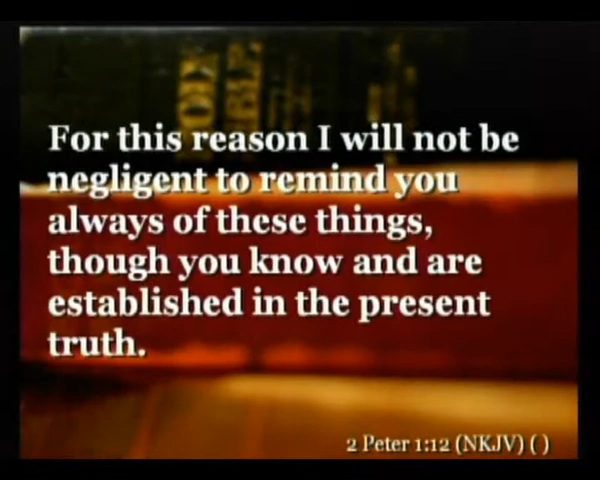 For this reason I will not be
negligent to remind you
always of these things,
though you know and are
established in the present
truth.
2 Peter 1:12 (NKJV) ( )